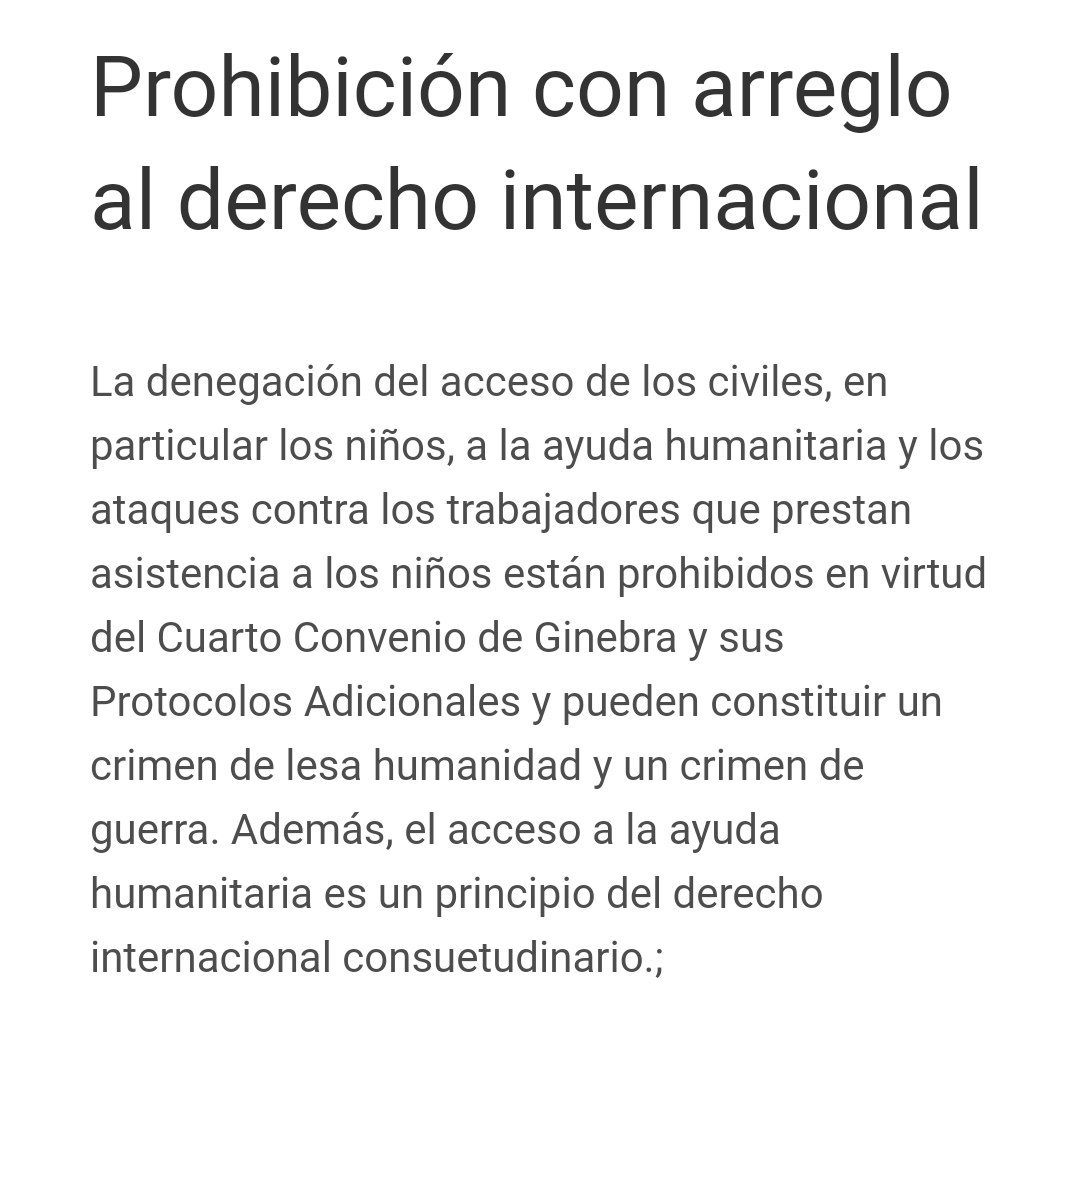 Prohibición con arreglo
al derecho internacional
La denegación del acceso de los civiles, en
particular los niños, a la ayuda humanitaria y los
ataques contra los trabajadores que prestan
asistencia a los niños están prohibidos en virtud
del Cuarto Convenio de Ginebra y sus
Protocolos Adicionales y pueden constituir un
crimen de lesa humanidad y un crimen de
guerra. Además, el acceso a la ayuda
humanitaria es un principio del derecho
internacional consuetudinario.;